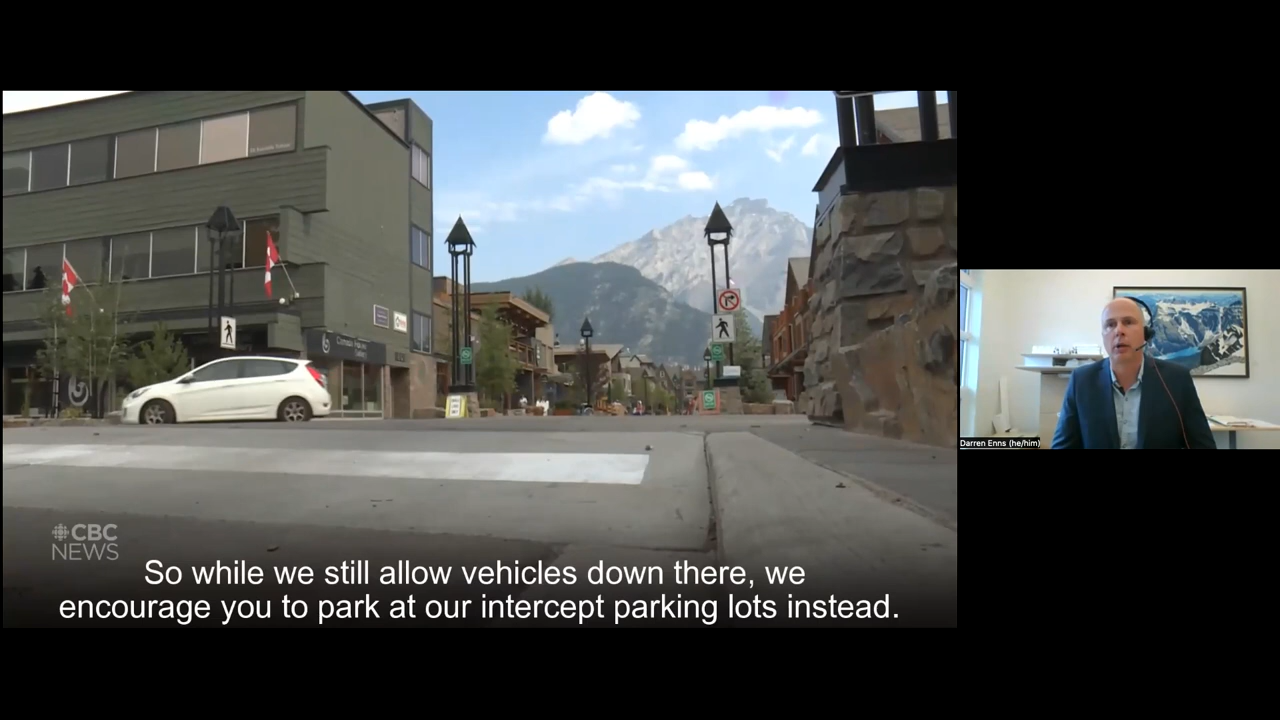 CBC
NEWS
So while we still allow vehicles down there, we
encourage you to park at our intercept parking lots instead.
Darren Enns (he/him)